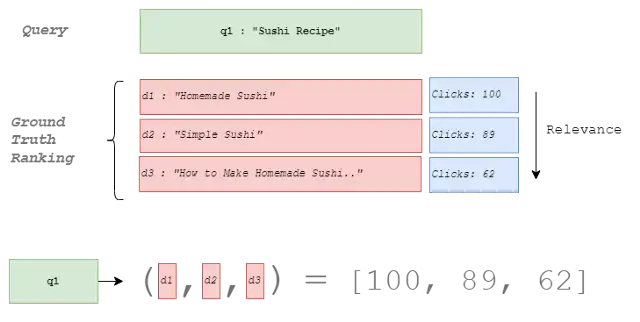 Query
q1 : "Sushi Recipe"
d1 : "Homemade Sushi"
Clicks: 100
Ground
Truth
Ranking
d2 : "Simple Sushi"
Clicks: 89
Relevance
d3 : "How to Make Homemade Sushi.."
Clicks: 62
q1
(d1,d2,d3) = [100, 89, 62]